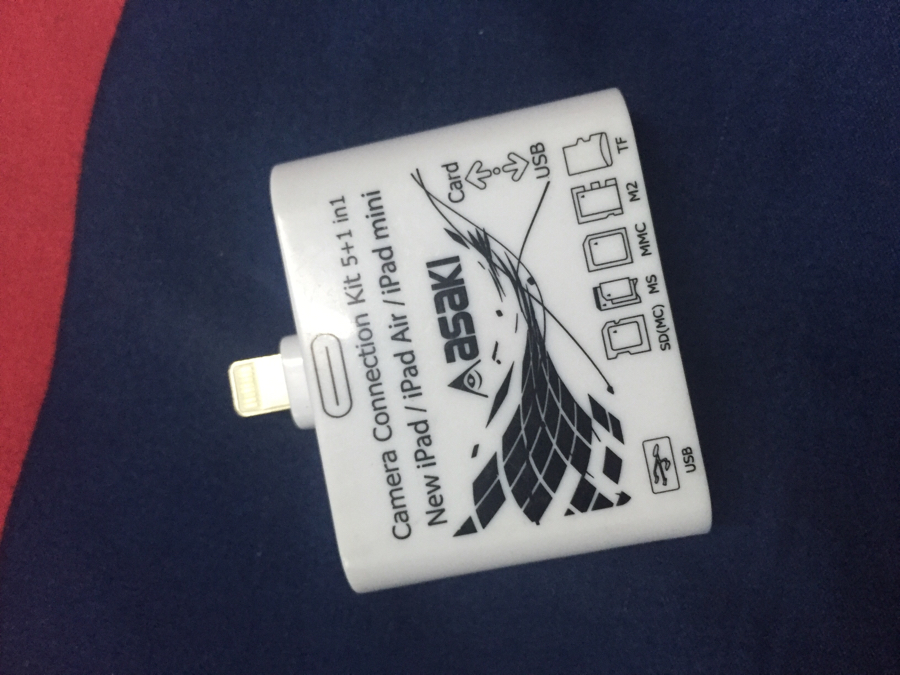 Camera Connection Kit 5+1 in1
New iPad / iPad Air / iPad mini
asaki
Card
USB
USB
SD(MC)
MS
MMC
M2
TF